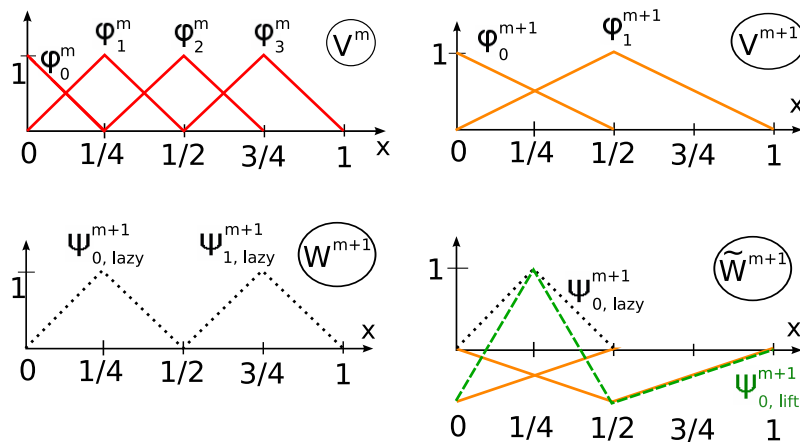 φ₀ᵐ φ₁ᵐ φ₂ᵐ φ₃ᵐ Vᵐ
1
0 1/4 1/2 3/4 1 x
φ₀ᵐ⁺¹ φ₁ᵐ⁺¹ Vᵐ⁺¹
1
x
0 1/4 1/2 3/4 1
Ψ₀, lazyᵐ⁺¹ Ψ₁, lazyᵐ⁺¹ Wᵐ⁺¹
1
x
0 1/4 1/2 3/4 1
1 Ψ₀, lazyᵐ⁺¹ W̃ᵐ⁺¹
x
Ψ₀, liftᵐ⁺¹
0 1/4 1/2 3/4 1